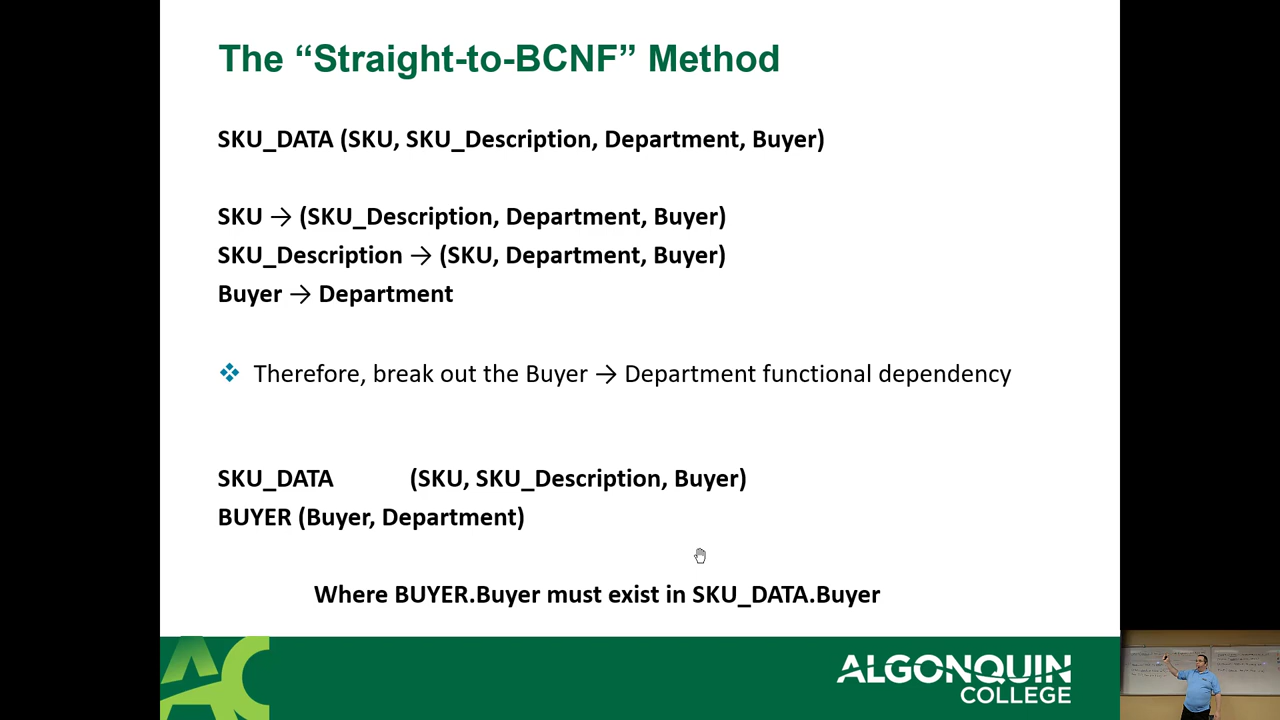 The “Straight-to-BCNF” Method
SKU_DATA (SKU, SKU_Description, Department, Buyer)
SKU → (SKU_Description, Department, Buyer)
SKU_Description → (SKU, Department, Buyer)
Buyer → Department
❖ Therefore, break out the Buyer → Department functional dependency
SKU_DATA (SKU, SKU_Description, Buyer)
BUYER (Buyer, Department)
Where BUYER.Buyer must exist in SKU_DATA.Buyer
AC
ALGONQUIN
COLLEGE